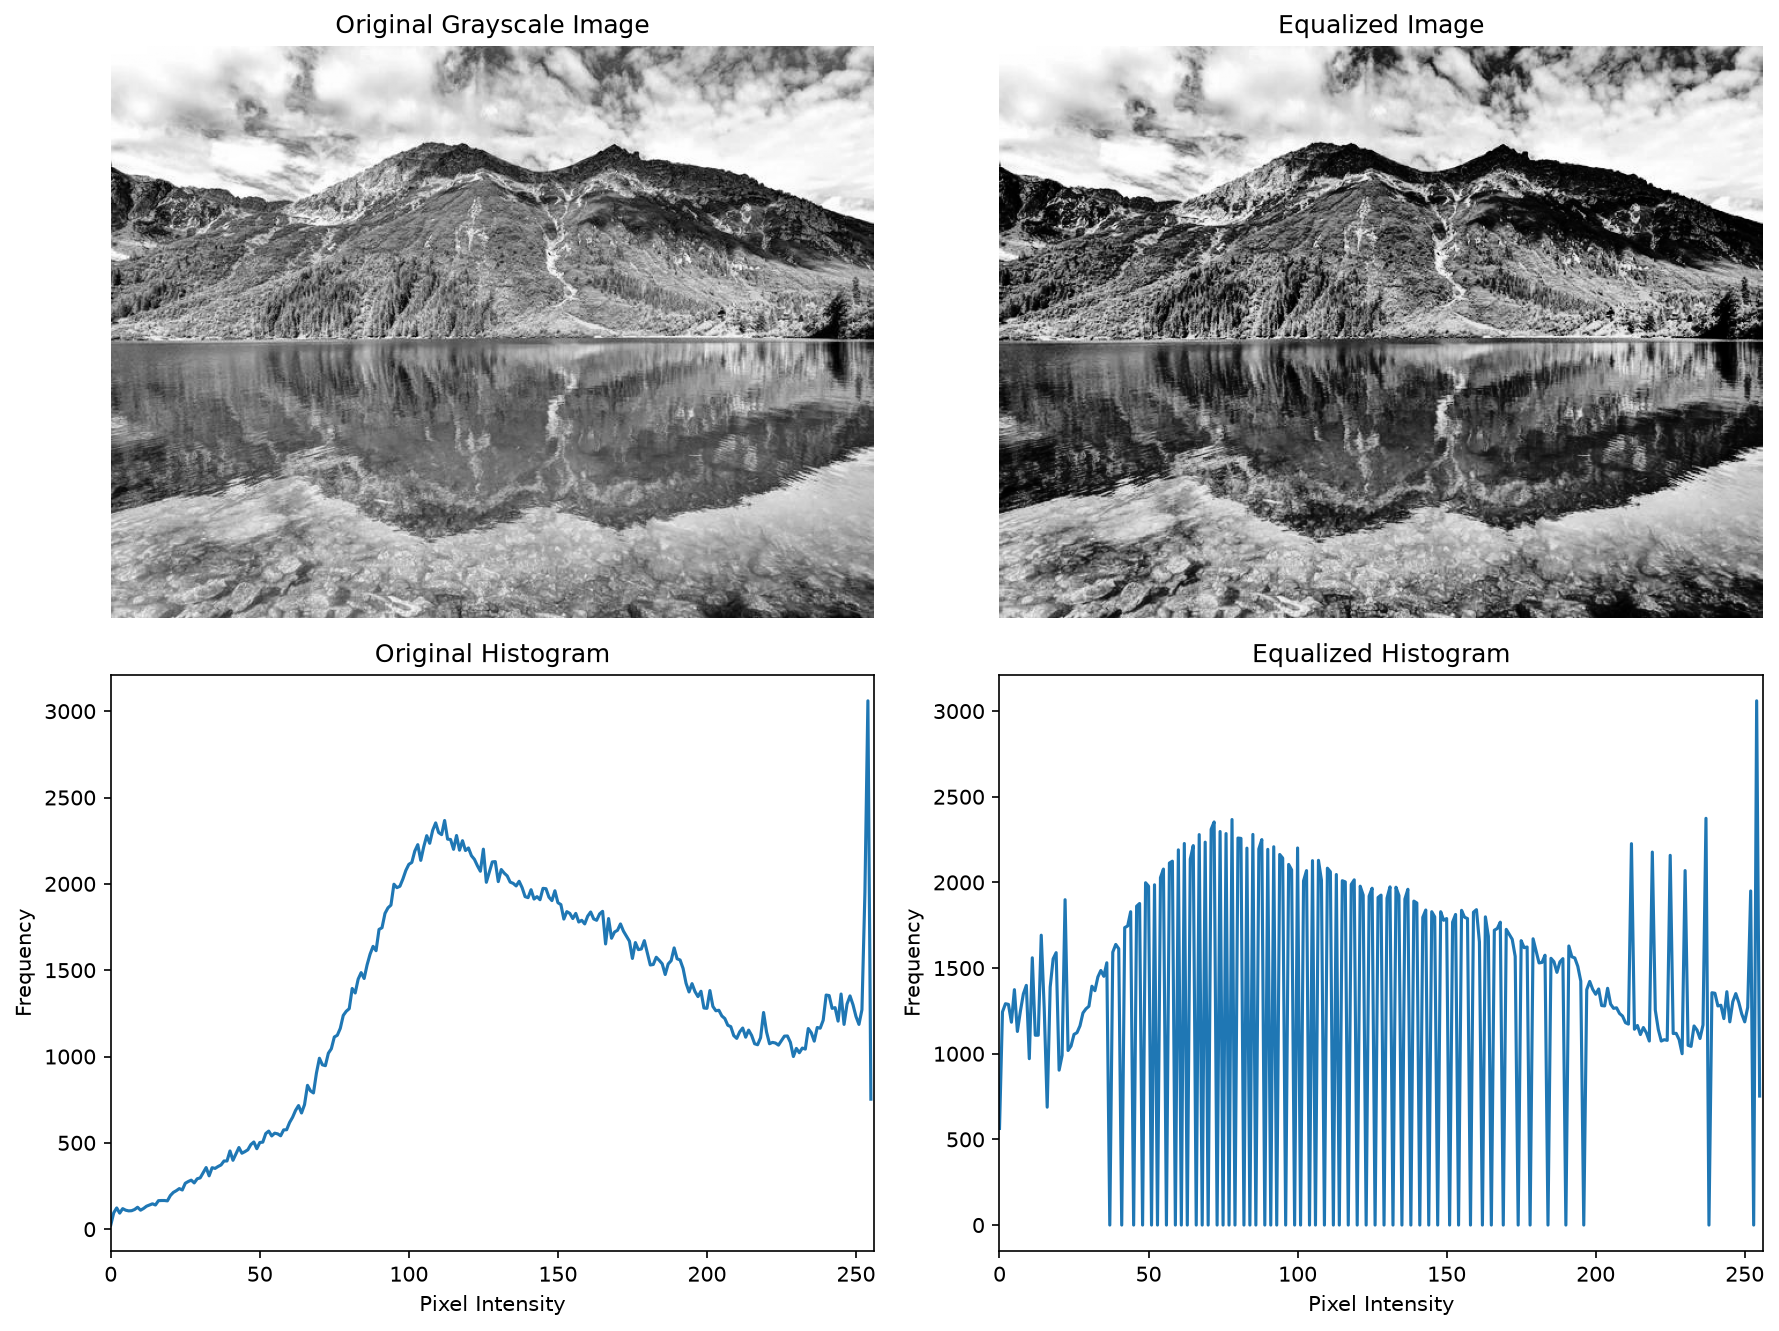 Original Grayscale Image
Equalized Image
Original Histogram
3000
2500
2000
1500
1000
500
0
Frequency
0 50 100 150 200 250
Pixel Intensity
Equalized Histogram
3000
2500
2000
1500
1000
500
0
Frequency
0 50 100 150 200 250
Pixel Intensity